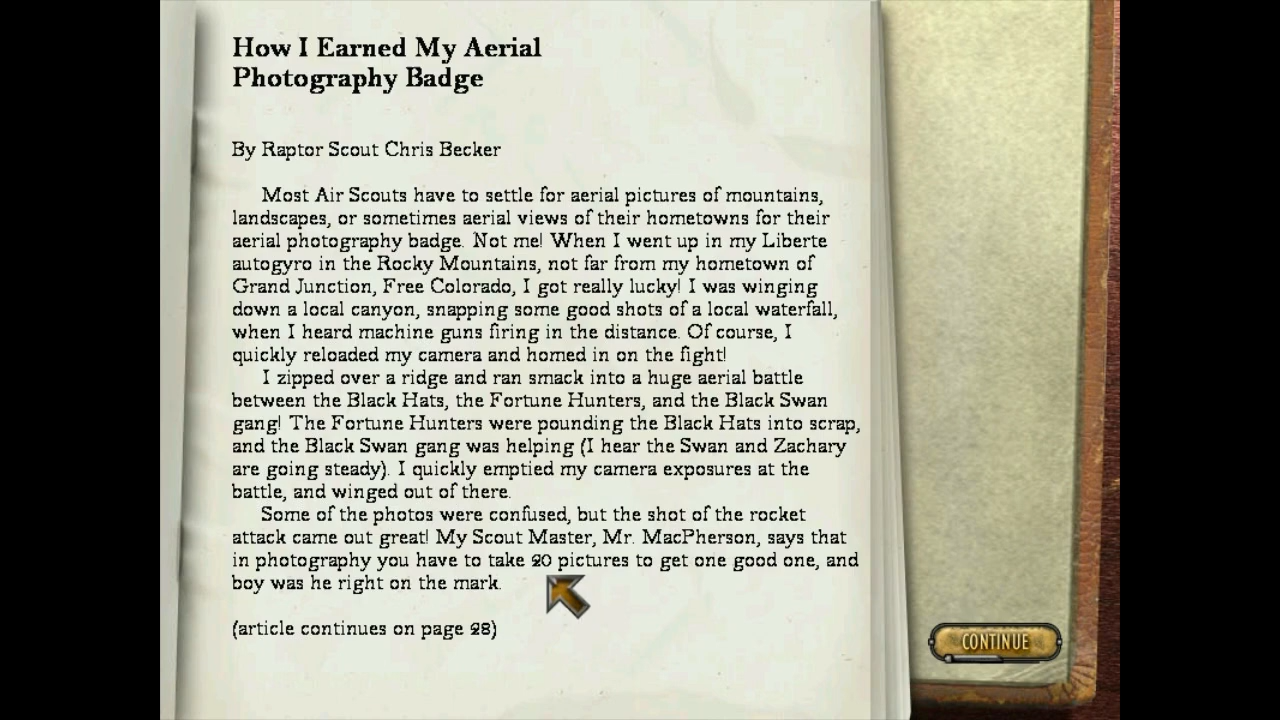 How I Earned My Aerial
Photography Badge
By Raptor Scout Chris Becker
Most Air Scouts have to settle for aerial pictures of mountains,
landscapes, or sometimes aerial views of their hometowns for their
aerial photography badge. Not me! When I went up in my Liberte
autogyro in the Rocky Mountains, not far from my hometown of
Grand Junction, Free Colorado, I got really lucky! I was winging
down a local canyon, snapping some good shots of a local waterfall,
when I heard machine guns firing in the distance. Of course, I
quickly reloaded my camera and homed in on the fight!
I zipped over a ridge and ran smack into a huge aerial battle
between the Black Hats, the Fortune Hunters, and the Black Swan
gang! The Fortune Hunters were pounding the Black Hats into scrap,
and the Black Swan gang was helping (I hear the Swan and Zachary
are going steady). I quickly emptied my camera exposures at the
battle, and winged out of there.
Some of the photos were confused, but the shot of the rocket
attack came out great! My Scout Master, Mr. MacPherson, says that
in photography you have to take 20 pictures to get one good one, and
boy was he right on the mark.
(article continues on page 28)
CONTINUE